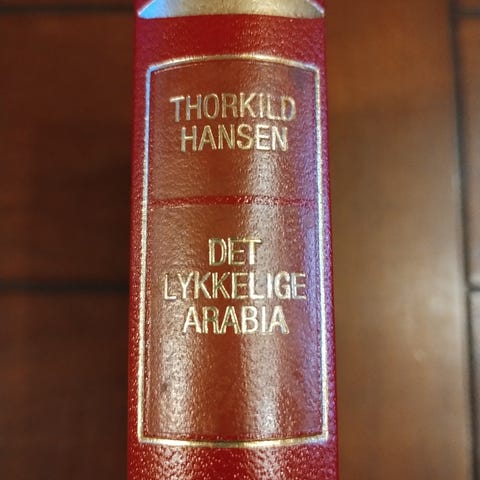 THORKILD
HANSEN
DET
LYKKELIGE
ARABIA